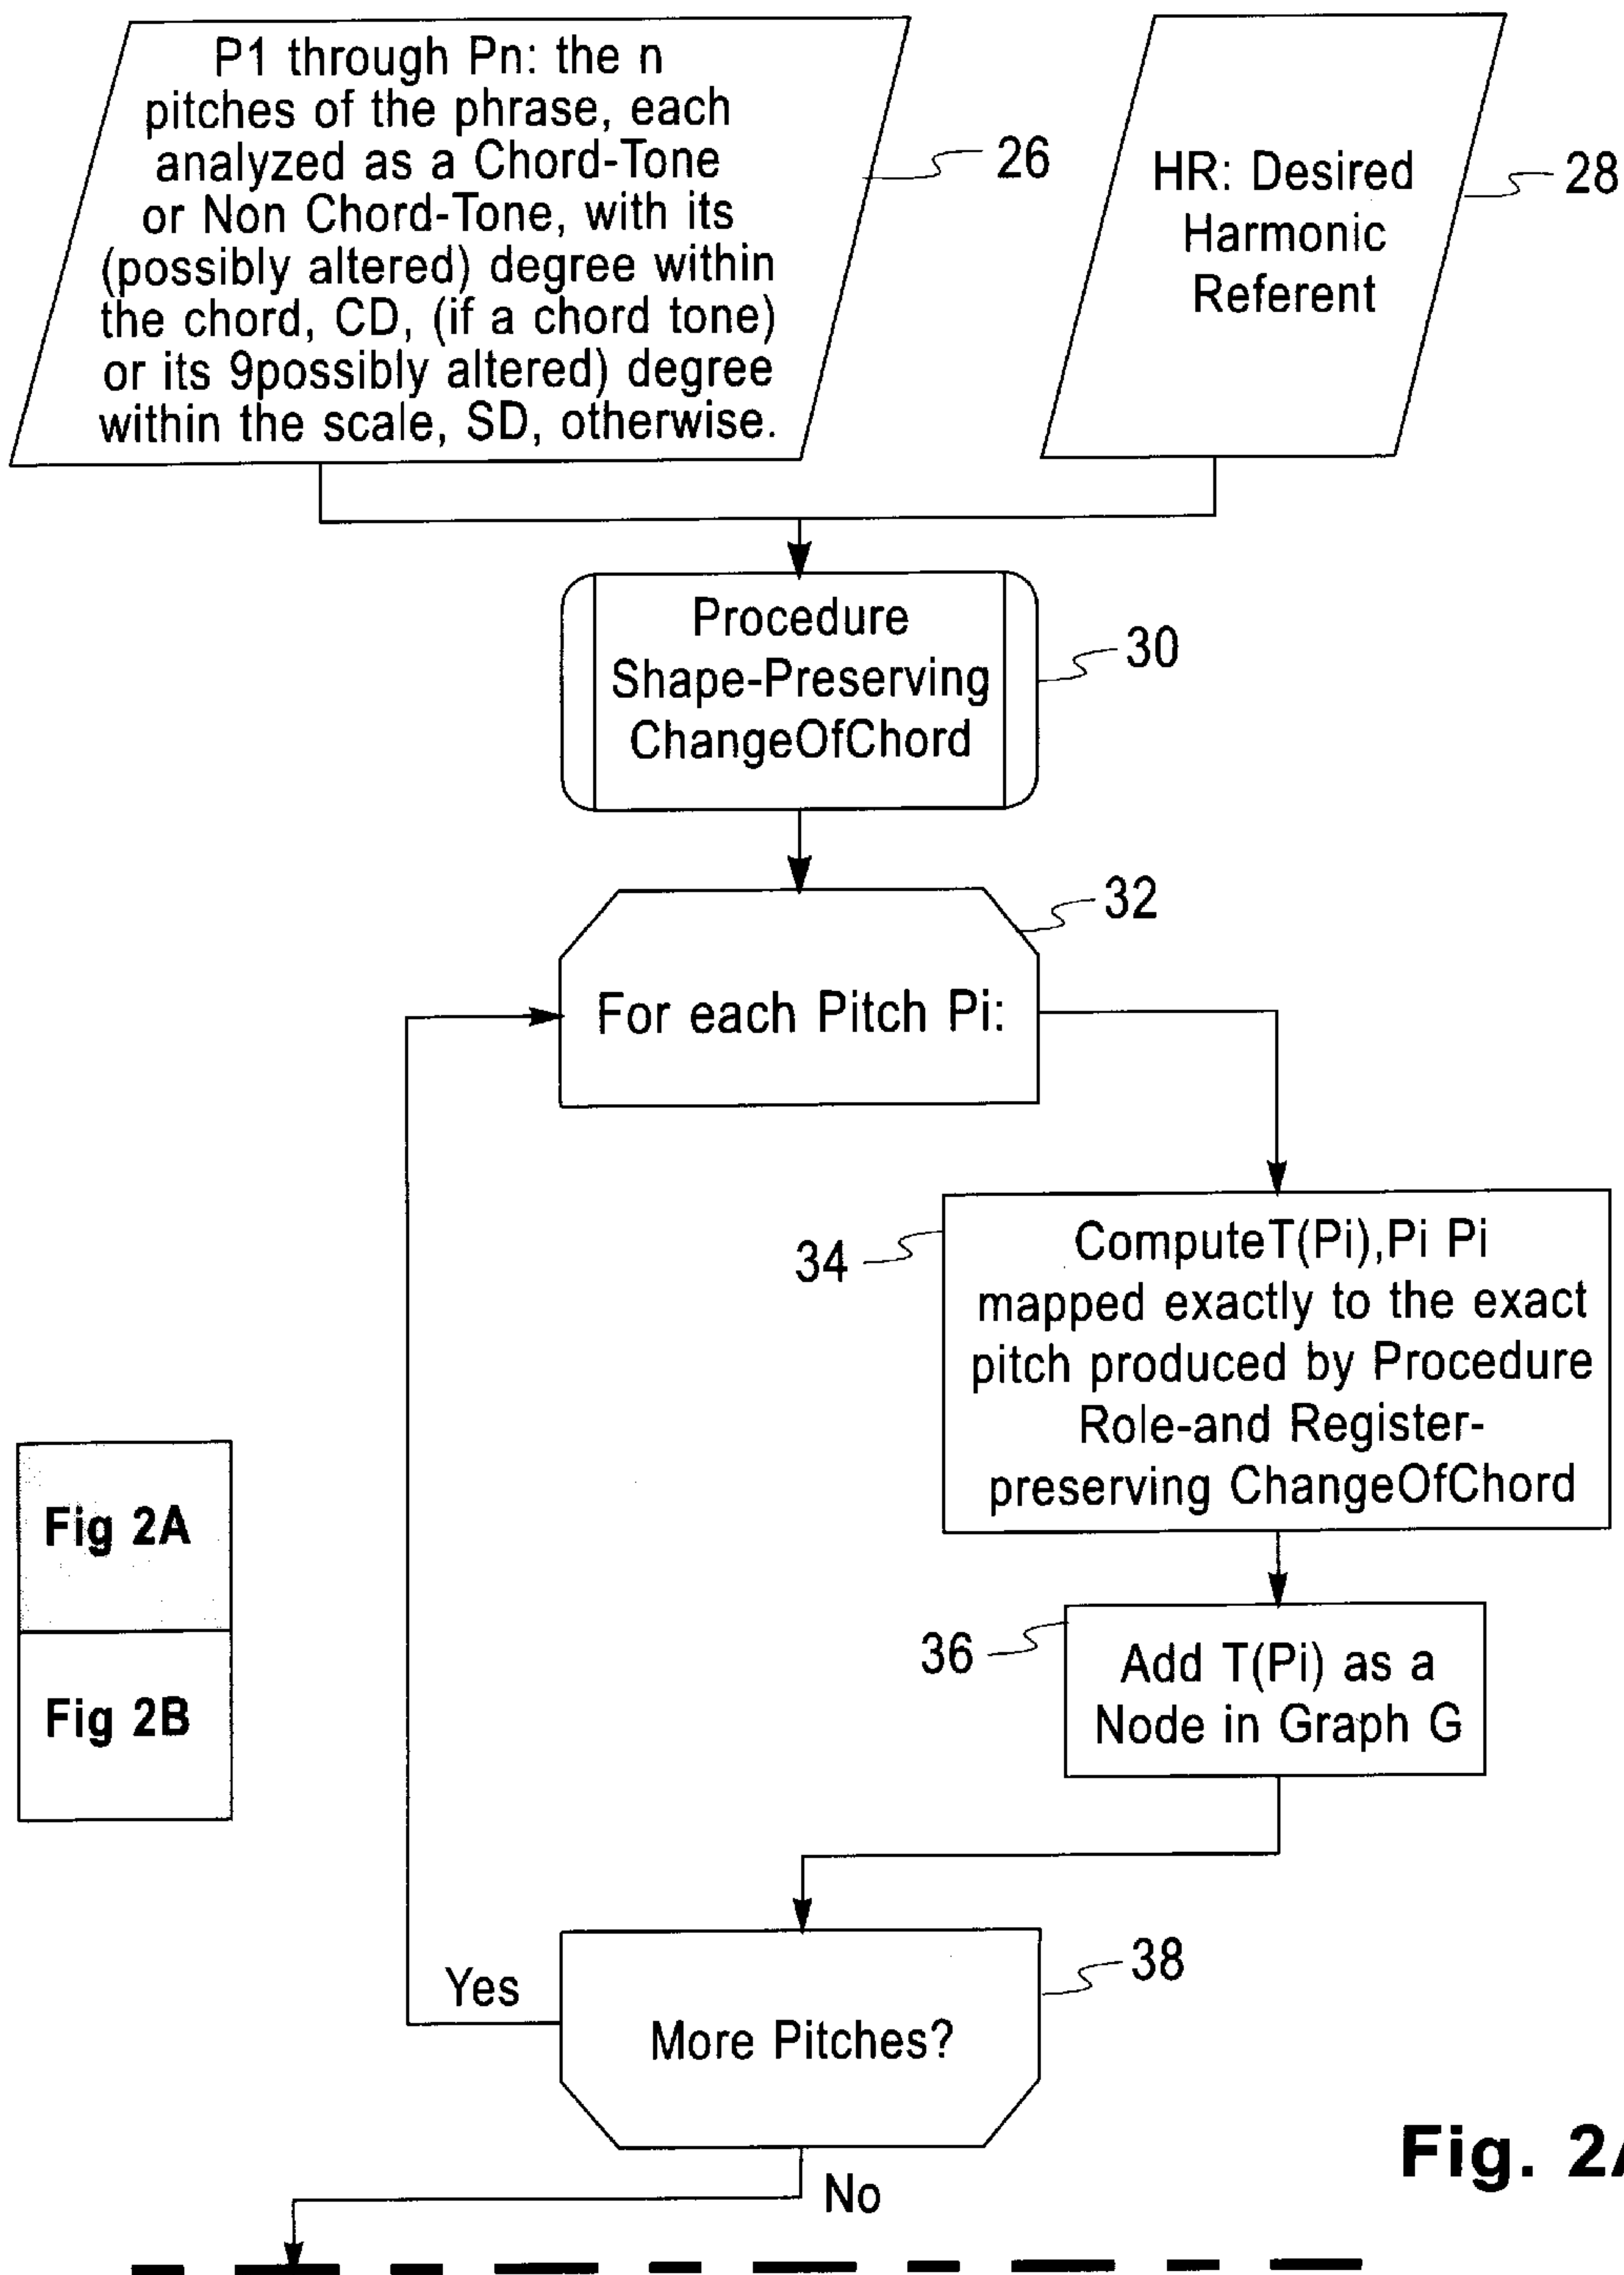 P1 through Pn: the n
pitches of the phrase, each
analyzed as a Chord-Tone
or Non Chord-Tone, with its
(possibly altered) degree within
the chord, CD, (if a chord tone)
or its 9possibly altered) degree
within the scale, SD, otherwise.
26
HR: Desired
Harmonic
Referent
28
Procedure
Shape-Preserving
ChangeOfChord
30
32
For each Pitch Pi:
34
ComputeT(Pi),Pi Pi
mapped exactly to the exact
pitch produced by Procedure
Role-and Register-
preserving ChangeOfChord
Fig 2A
Fig 2B
36
Add T(Pi) as a
Node in Graph G
38
Yes
More Pitches?
No
Fig. 2A